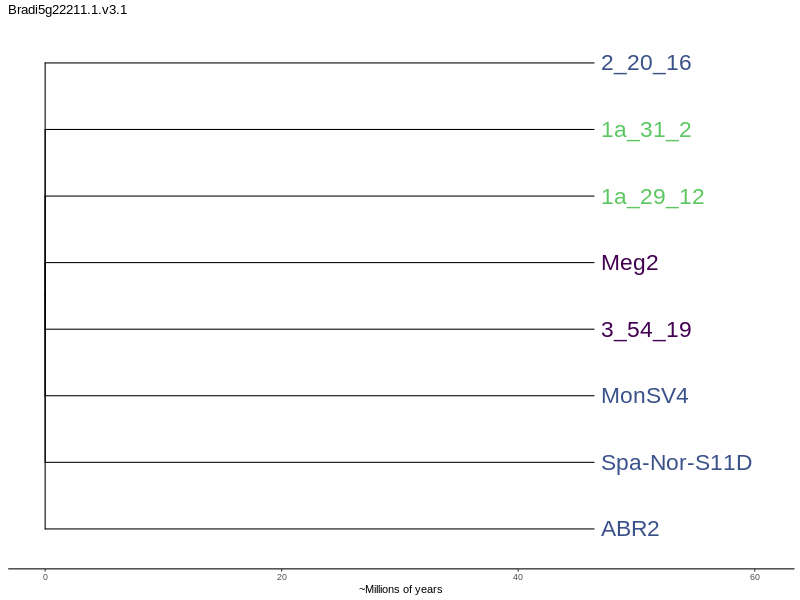 Bradi5g22211.1.v3.1
2_20_16
1a_31_2
1a_29_12
Meg2
3_54_19
MonSV4
Spa-Nor-S11D
ABR2
0 20 40 60
~Millions of years